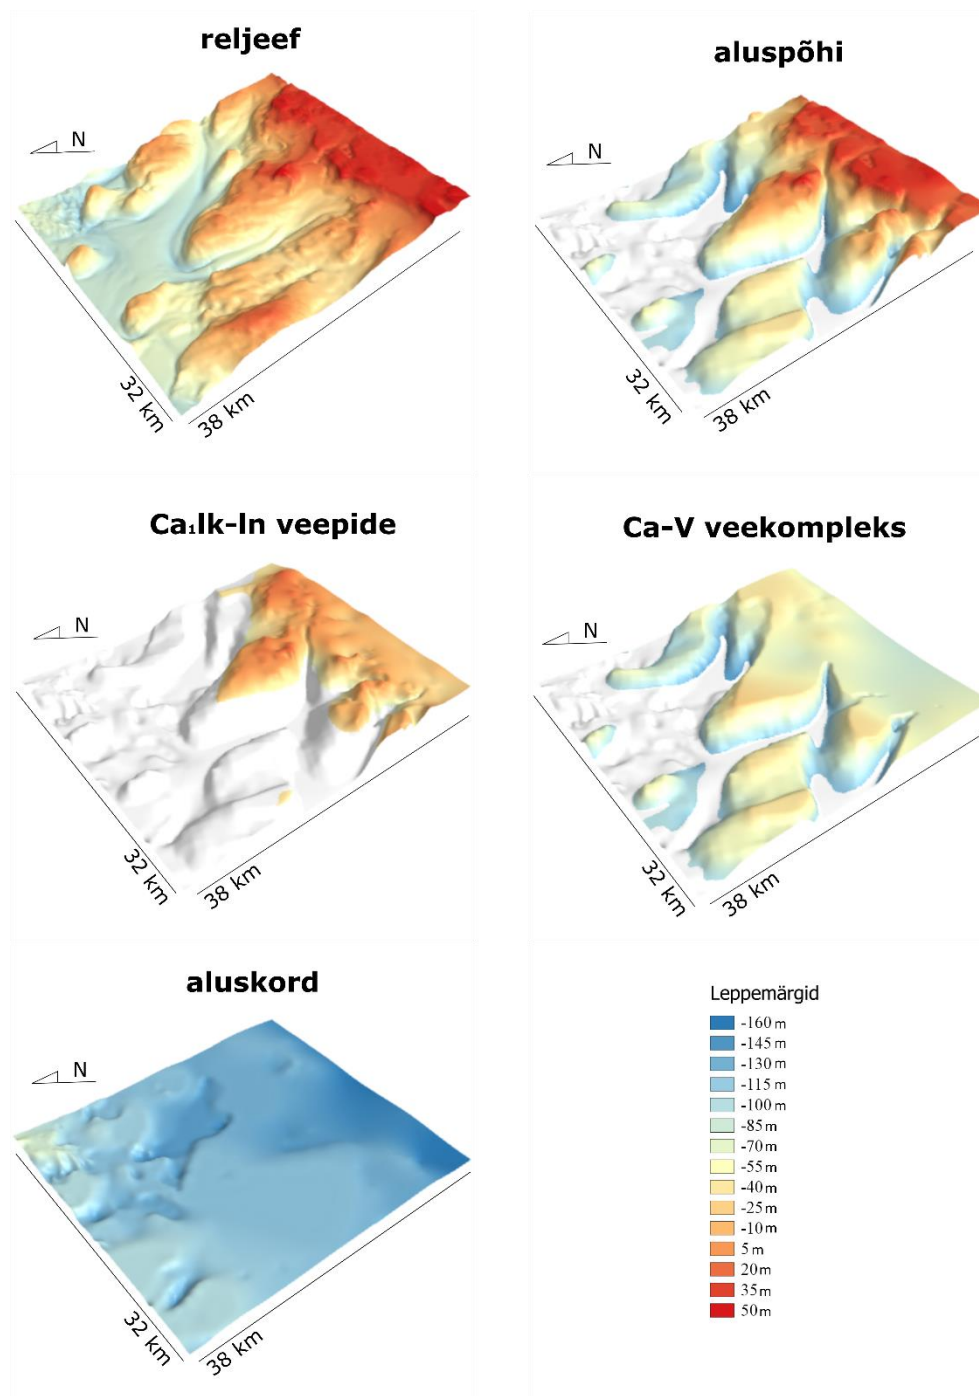 reljeef
N
32 km
38 km
aluspõhi
N
32 km
38 km
Ca₁lk-ln veepide
N
32 km
38 km
Ca-V veekompleks
N
32 km
38 km
aluskord
N
32 km
38 km
Leppemärgid
-160 m
-145 m
-130 m
-115 m
-100 m
-85 m
-70 m
-55 m
-40 m
-25 m
-10 m
5 m
20 m
35 m
50 m